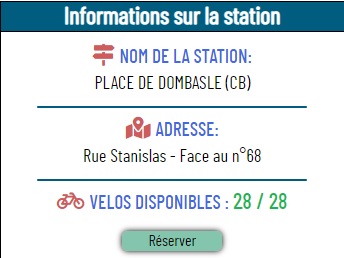 Informations sur la station
NOM DE LA STATION:
PLACE DE DOMBASLE (CB)
ADRESSE:
Rue Stanislas - Face au n°68
VELOS DISPONIBLES : 28 / 28
Réserver